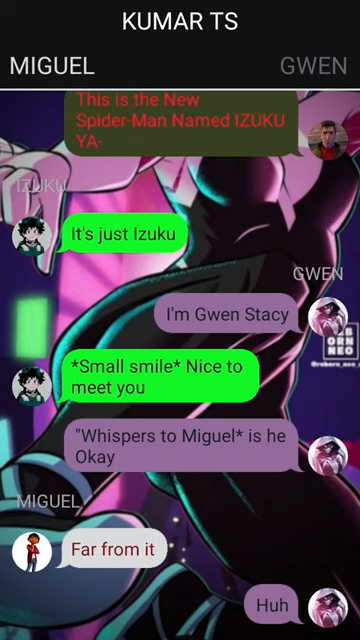 KUMAR TS
MIGUEL
GWEN
This is the New
Spider-Man Named IZUKU
YA-
IZUKU
It's just Izuku
GWEN
I'm Gwen Stacy
*Small smile* Nice to
meet you
"Whispers to Miguel* is he
Okay
MIGUEL
Far from it
Huh